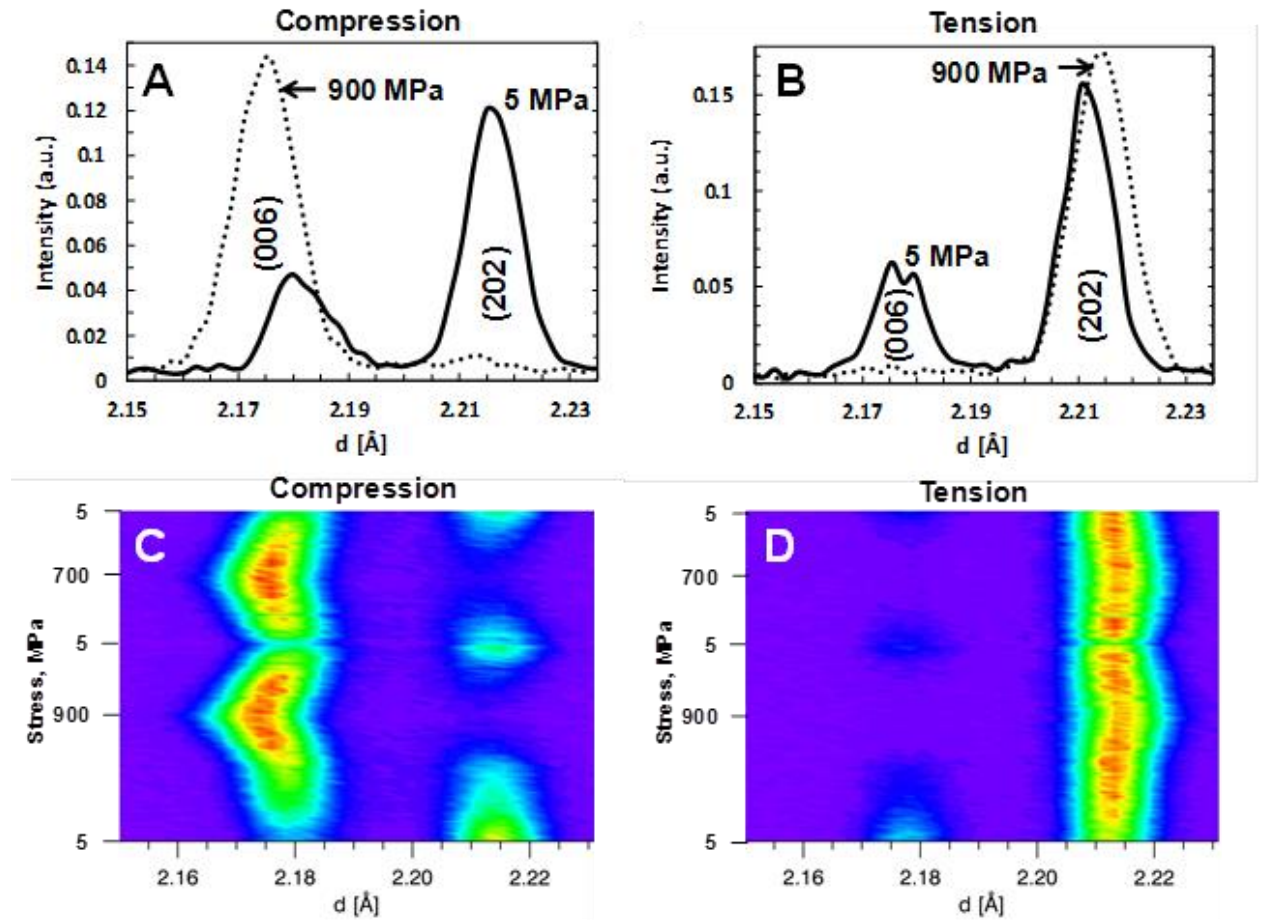 Compression
A
900 MPa
5 MPa
(006)
(202)
Intensity (a.u.)
0.14
0.12
0.1
0.08
0.06
0.04
0.02
0
2.15
2.17
2.19
2.21
2.23
d [Å]
Tension
B
900 MPa
5 MPa
(006)
(202)
Intensity (a.u.)
0.15
0.1
0.05
0
2.15
2.17
2.19
2.21
2.23
d [Å]
Compression
C
Stress, MPa
5
700
5
900
5
2.16
2.18
2.20
2.22
d [Å]
Tension
D
Stress, MPa
5
700
5
900
5
2.16
2.18
2.20
2.22
d [Å]